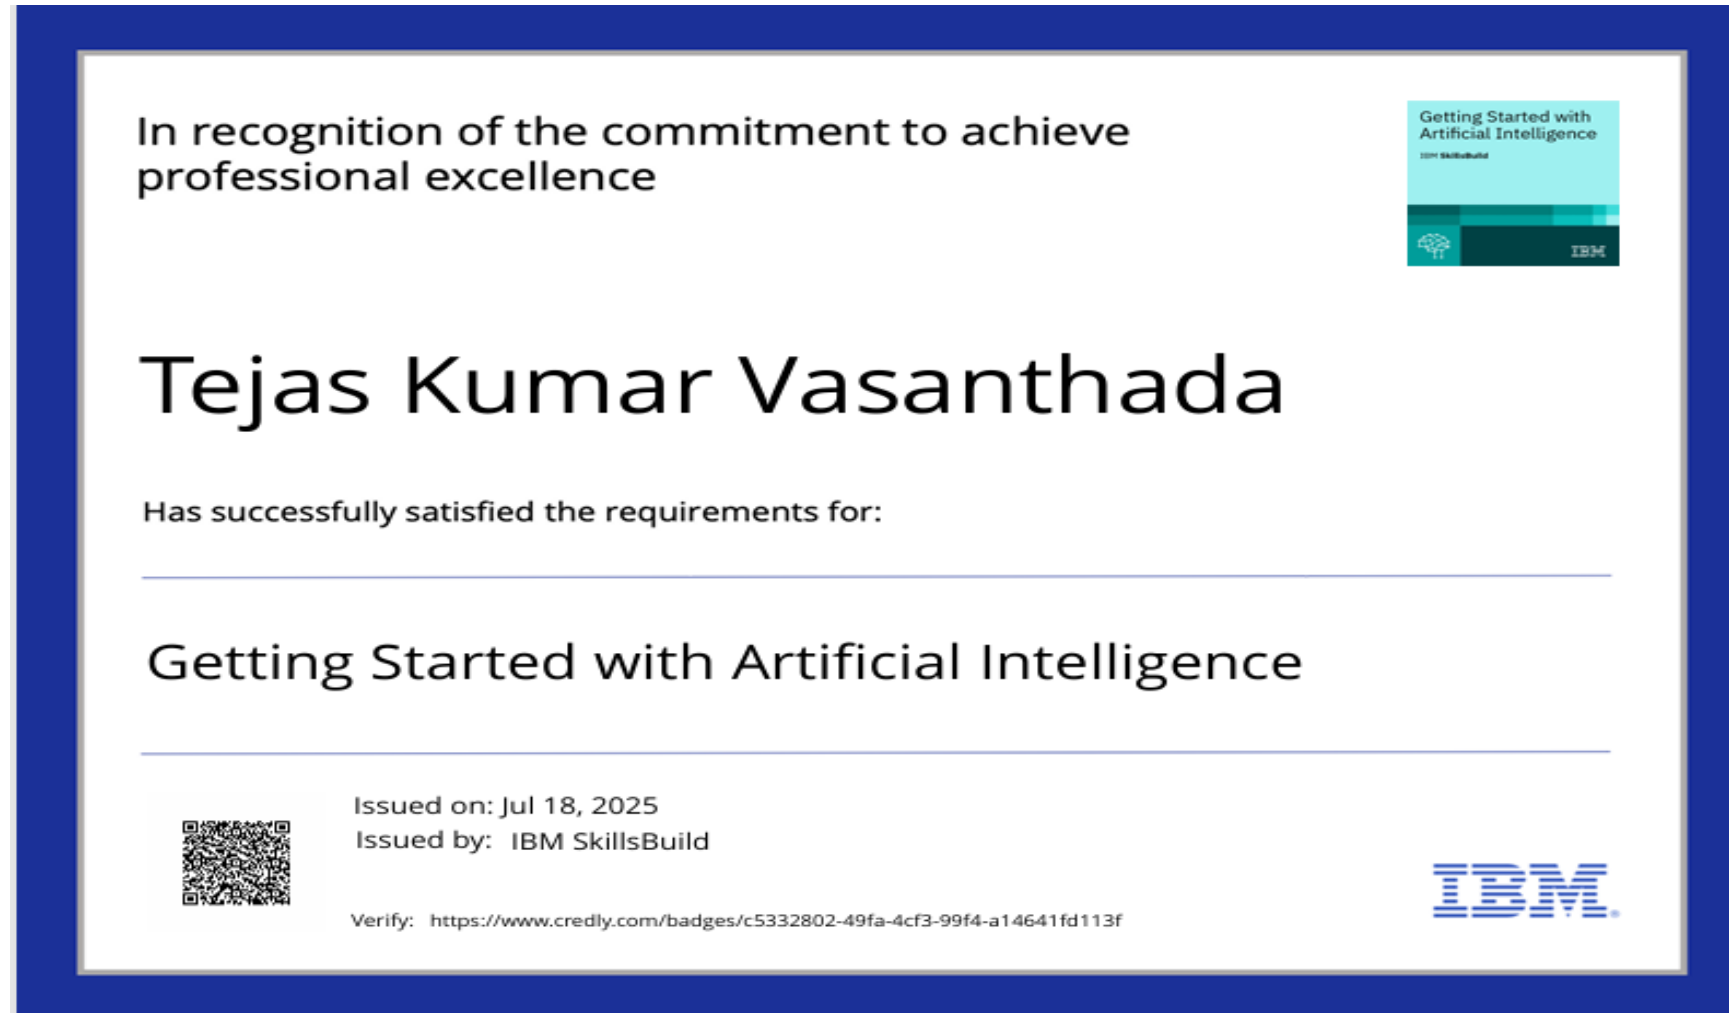 In recognition of the commitment to achieve
professional excellence
Getting Started with
Artificial Intelligence
IBM SkillsBuild
IBM
Tejas Kumar Vasanthada
Has successfully satisfied the requirements for:
Getting Started with Artificial Intelligence
Issued on: Jul 18, 2025
Issued by: IBM SkillsBuild
Verify: https://www.credly.com/badges/c5332802-49fa-4cf3-99f4-a14641fd113f
IBM®